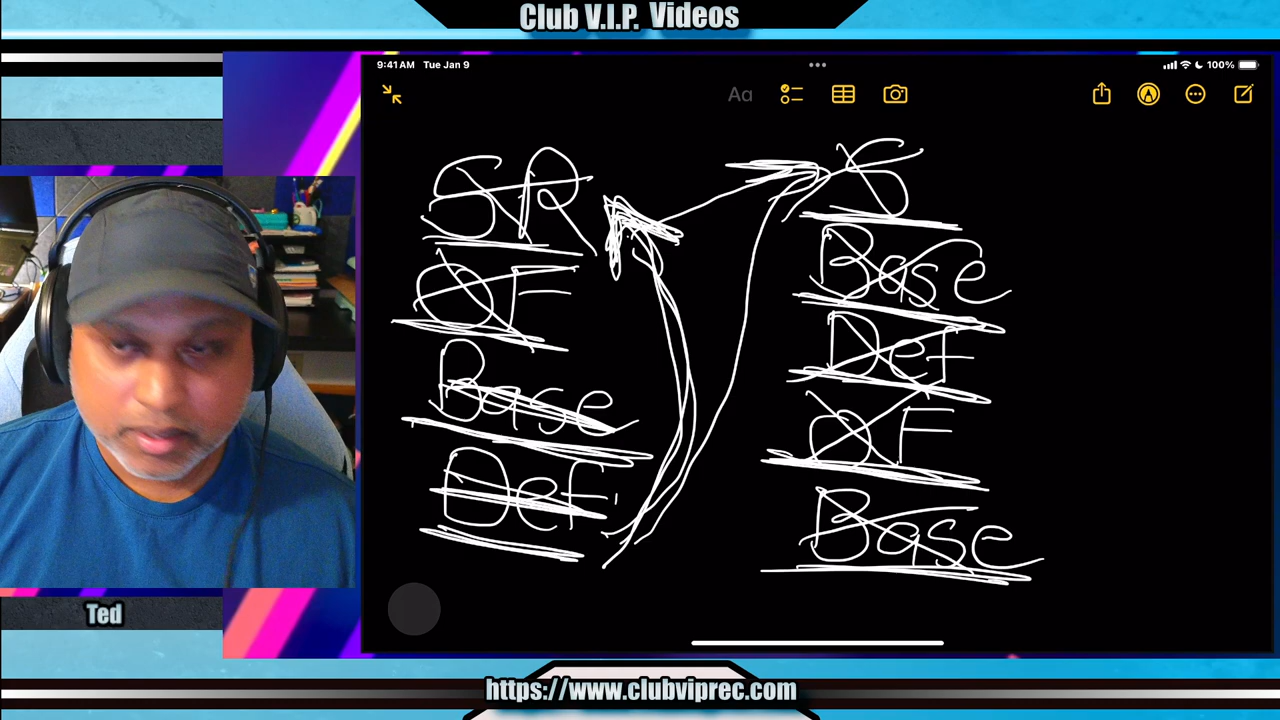 Club V.I.P. Videos
9:41 AM Tue Jan 9
100%
Aa
SR
OF
Base
Def
S
Base
Def
OF
Base
Ted
https://www.clubviprec.com